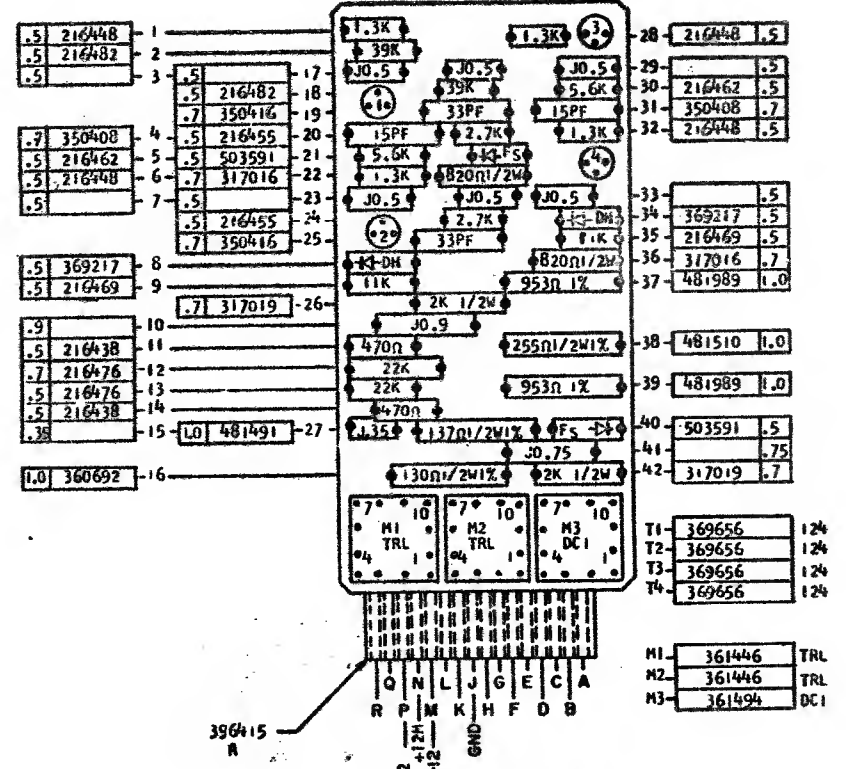 .5 216448 1
.5 216482 2
.5 3
.5 17
.5 216482 18
.7 350416 19
.7 350408 4
.5 216455 20
.5 216462 5
.5 503591 21
.5 216448 6
.7 317016 22
.5 7
.5 23
.5 216455 24
.7 350416 25
.5 369217 8
.5 216469 9
.7 317019 26
.9 10
.5 216438 11
.7 216476 12
.5 216476 13
.5 216438 14
.35 15
1.0 481491 27
1.0 360692 16
1.3K 1.3K 3
39K
J0.5 J0.5 J0.5
1 39K 5.6K
33PF 15PF
15PF 2.7K 1.3K
5.6K FS 4
1.3K 820Ω1/2W
J0.5 J0.5 J0.5
2 2.7K DH
33PF 11K
DH 820Ω1/2W
11K 953Ω 1%
2K 1/2W
J0.9
470Ω 255Ω1/2W1%
22K
22K 953Ω 1%
470Ω
J.35 137Ω1/2W1% FS
J0.75
130Ω1/2W1% 2K 1/2W
7 10 7 10 7 10
M1 M2 M3
TRL TRL DCI
4 1 4 1 4 1
28 216448 .5
29 .5
30 216462 .5
31 350408 .7
32 216448 .5
33 .5
34 369217 .5
35 216469 .5
36 317016 .7
37 481989 1.0
38 481510 1.0
39 481989 1.0
40 503591 .5
41 .75
42 317019 .7
T1 369656 124
T2 369656 124
T3 369656 124
T4 369656 124
M1 361446 TRL
M2 361446 TRL
M3 361494 DCI
Q N L J G E C A
R P M K H F D B
396415
A
+12M
GND